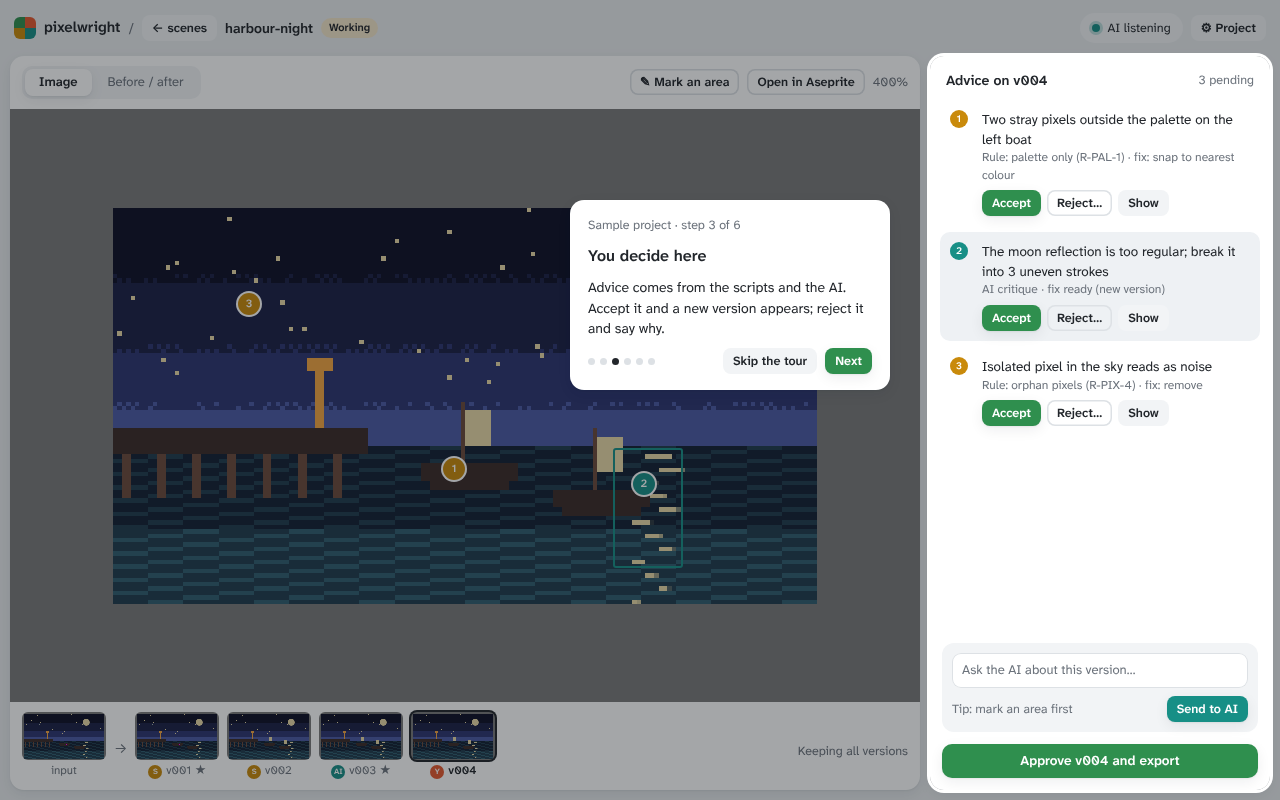 pixelwright / ← scenes harbour-night Working
AI listening ⚙ Project
Image Before / after
✎ Mark an area Open in Aseprite 400%
3
1
2
Sample project · step 3 of 6
You decide here
Advice comes from the scripts and the AI.
Accept it and a new version appears; reject it
and say why.
Skip the tour Next
input → S v001 ★ S v002 AI v003 ★ Y v004
Keeping all versions
Advice on v004 3 pending
1 Two stray pixels outside the palette on the
left boat
Rule: palette only (R-PAL-1) · fix: snap to nearest
colour
Accept Reject... Show
2 The moon reflection is too regular; break it
into 3 uneven strokes
AI critique · fix ready (new version)
Accept Reject... Show
3 Isolated pixel in the sky reads as noise
Rule: orphan pixels (R-PIX-4) · fix: remove
Accept Reject... Show
Ask the AI about this version...
Tip: mark an area first Send to AI
Approve v004 and export